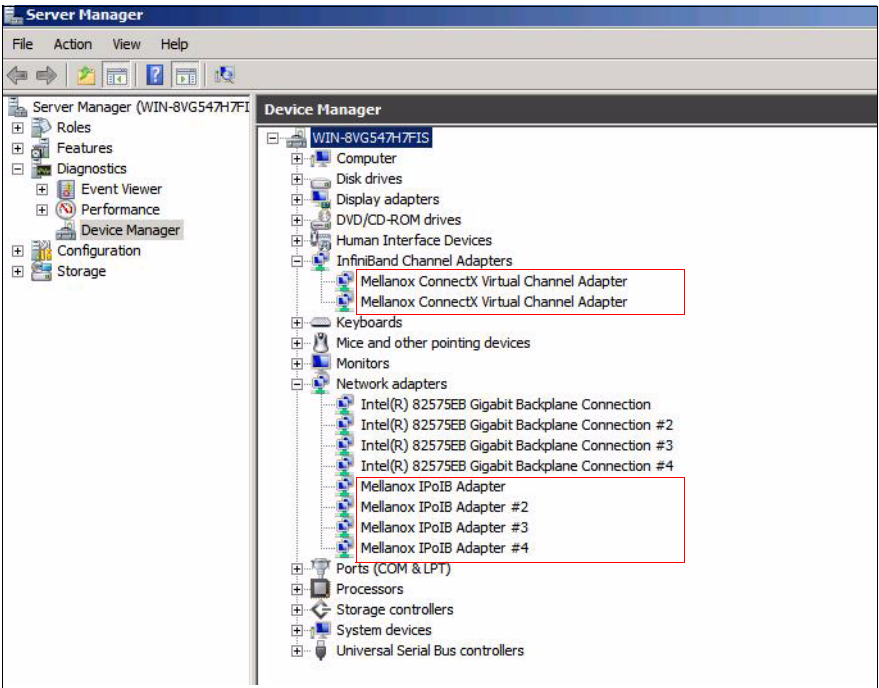 Server Manager
File Action View Help
Server Manager (WIN-8VG547H7FI
Roles
Features
Diagnostics
Event Viewer
Performance
Device Manager
Configuration
Storage
Device Manager
WIN-8VG547H7FIS
Computer
Disk drives
Display adapters
DVD/CD-ROM drives
Human Interface Devices
InfiniBand Channel Adapters
Mellanox ConnectX Virtual Channel Adapter
Mellanox ConnectX Virtual Channel Adapter
Keyboards
Mice and other pointing devices
Monitors
Network adapters
Intel(R) 82575EB Gigabit Backplane Connection
Intel(R) 82575EB Gigabit Backplane Connection #2
Intel(R) 82575EB Gigabit Backplane Connection #3
Intel(R) 82575EB Gigabit Backplane Connection #4
Mellanox IPoIB Adapter
Mellanox IPoIB Adapter #2
Mellanox IPoIB Adapter #3
Mellanox IPoIB Adapter #4
Ports (COM & LPT)
Processors
Storage controllers
System devices
Universal Serial Bus controllers